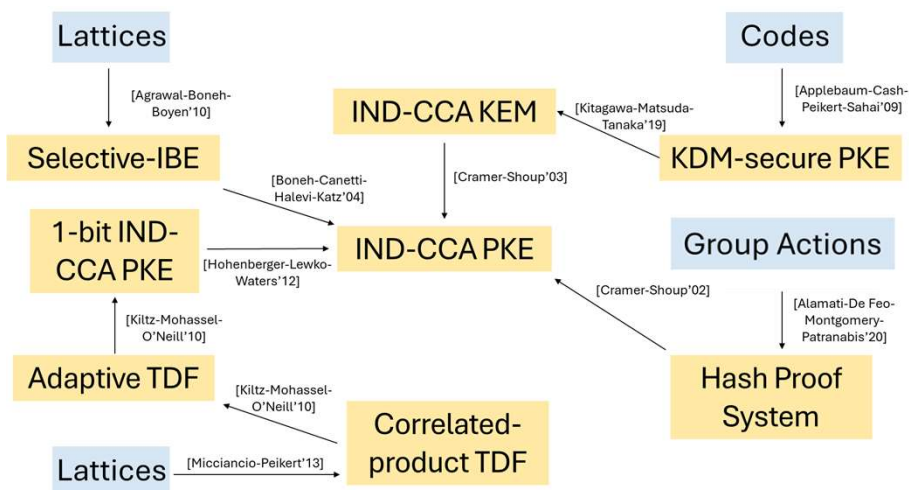 Lattices
Codes
[Agrawal-Boneh-
Boyen’10]
[Applebaum-Cash-
Peikert-Sahai’09]
IND-CCA KEM
[Kitagawa-Matsuda-
Tanaka’19]
Selective-IBE
KDM-secure PKE
[Boneh-Canetti-
Halevi-Katz’04]
[Cramer-Shoup’03]
1-bit IND-
CCA PKE
[Hohenberger-Lewko-
Waters’12]
IND-CCA PKE
Group Actions
[Cramer-Shoup’02]
[Alamati-De Feo-
Montgomery-
Patranabis’20]
[Kiltz-Mohassel-
O’Neill’10]
Adaptive TDF
[Kiltz-Mohassel-
O’Neill’10]
Hash Proof
System
Correlated-
product TDF
Lattices
[Micciancio-Peikert’13]